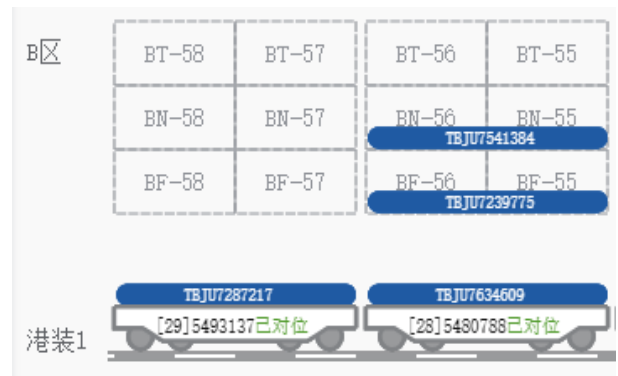 B区 BT-58 BT-57 BT-56 BT-55
BN-58 BN-57 BN-56 BN-55
TBJU7541384
BF-58 BF-57 BF-56 BF-55
TBJU7239775
TBJU7287217 TBJU7634609
港装1 [29]5493137已对位 [28]5480788已对位